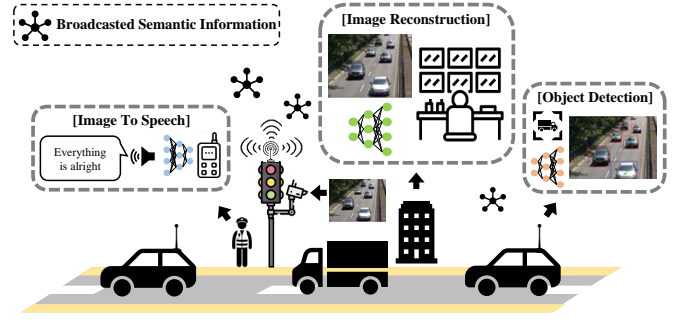 Broadcasted Semantic Information
[Image Reconstruction]
[Image To Speech]
[Object Detection]
Everything
is alright